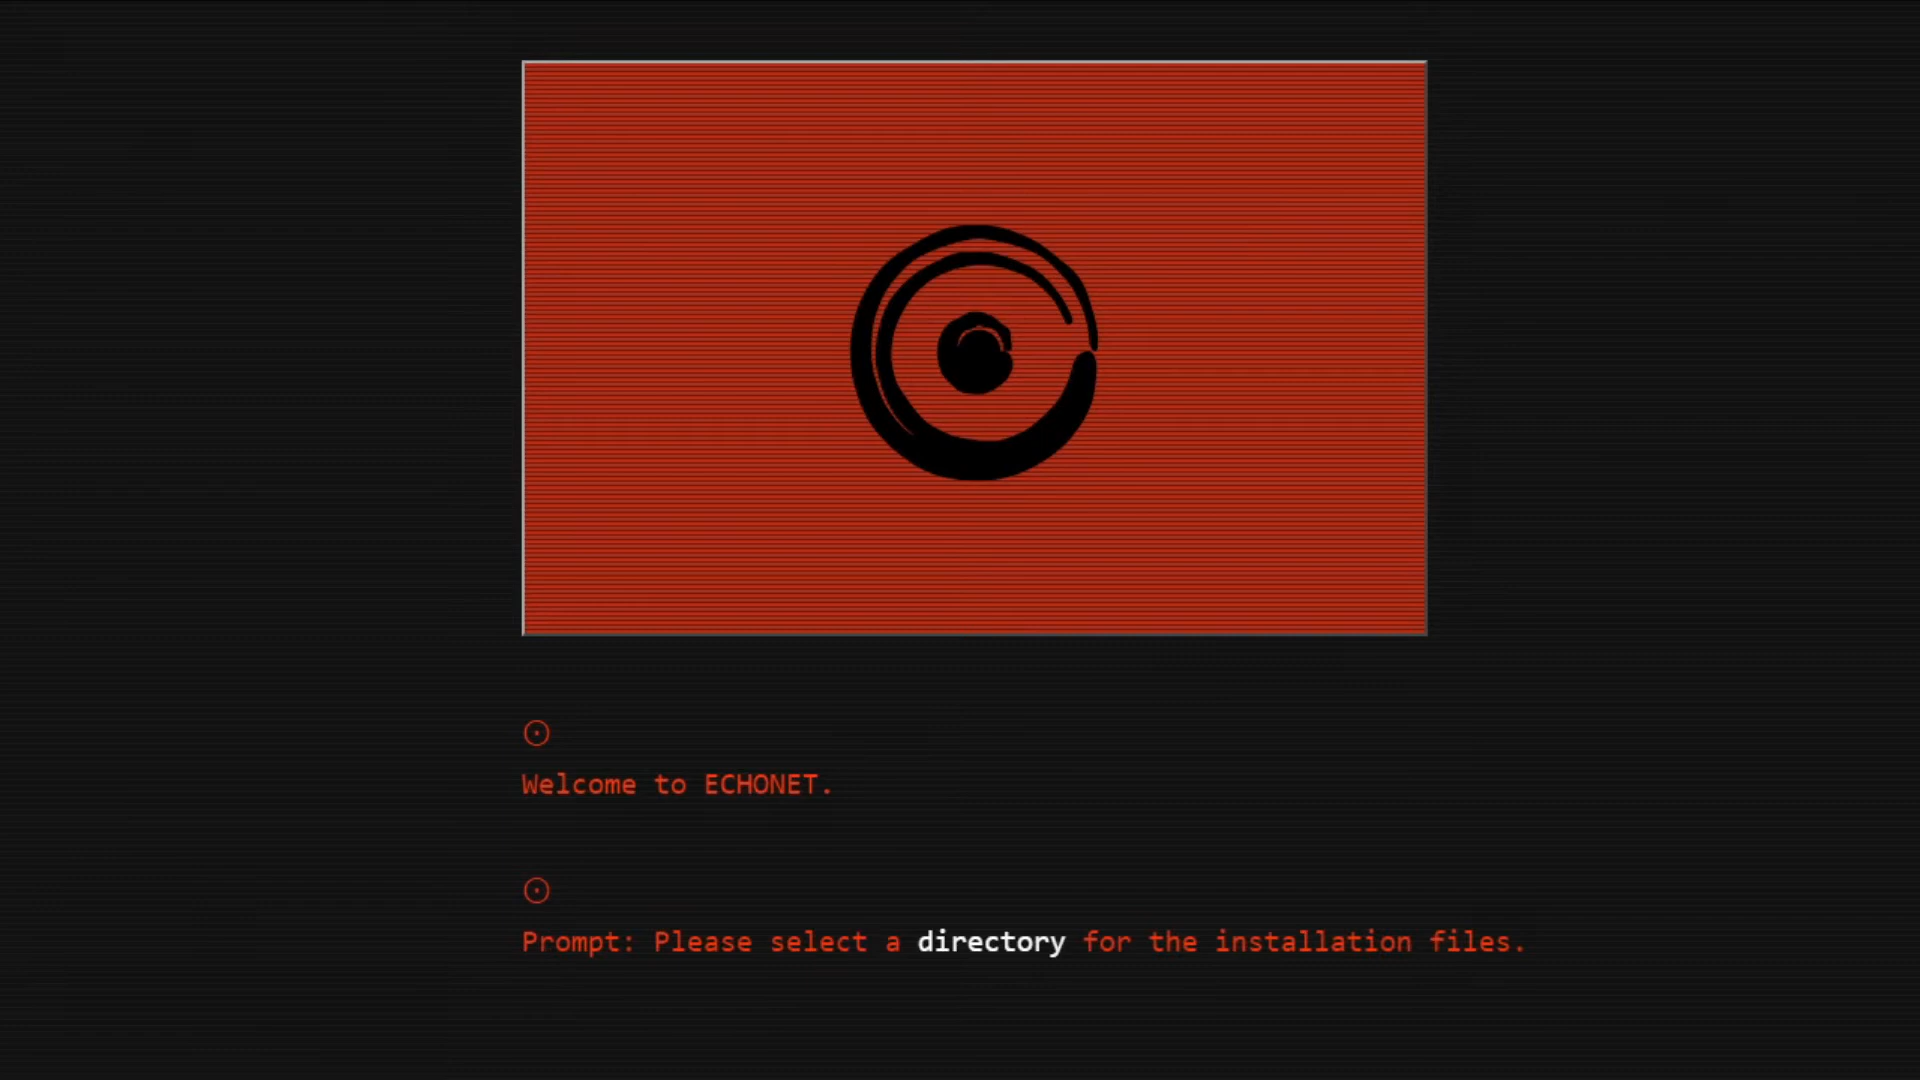 ⊙
Welcome to ECHONET.
⊙
Prompt: Please select a directory for the installation files.